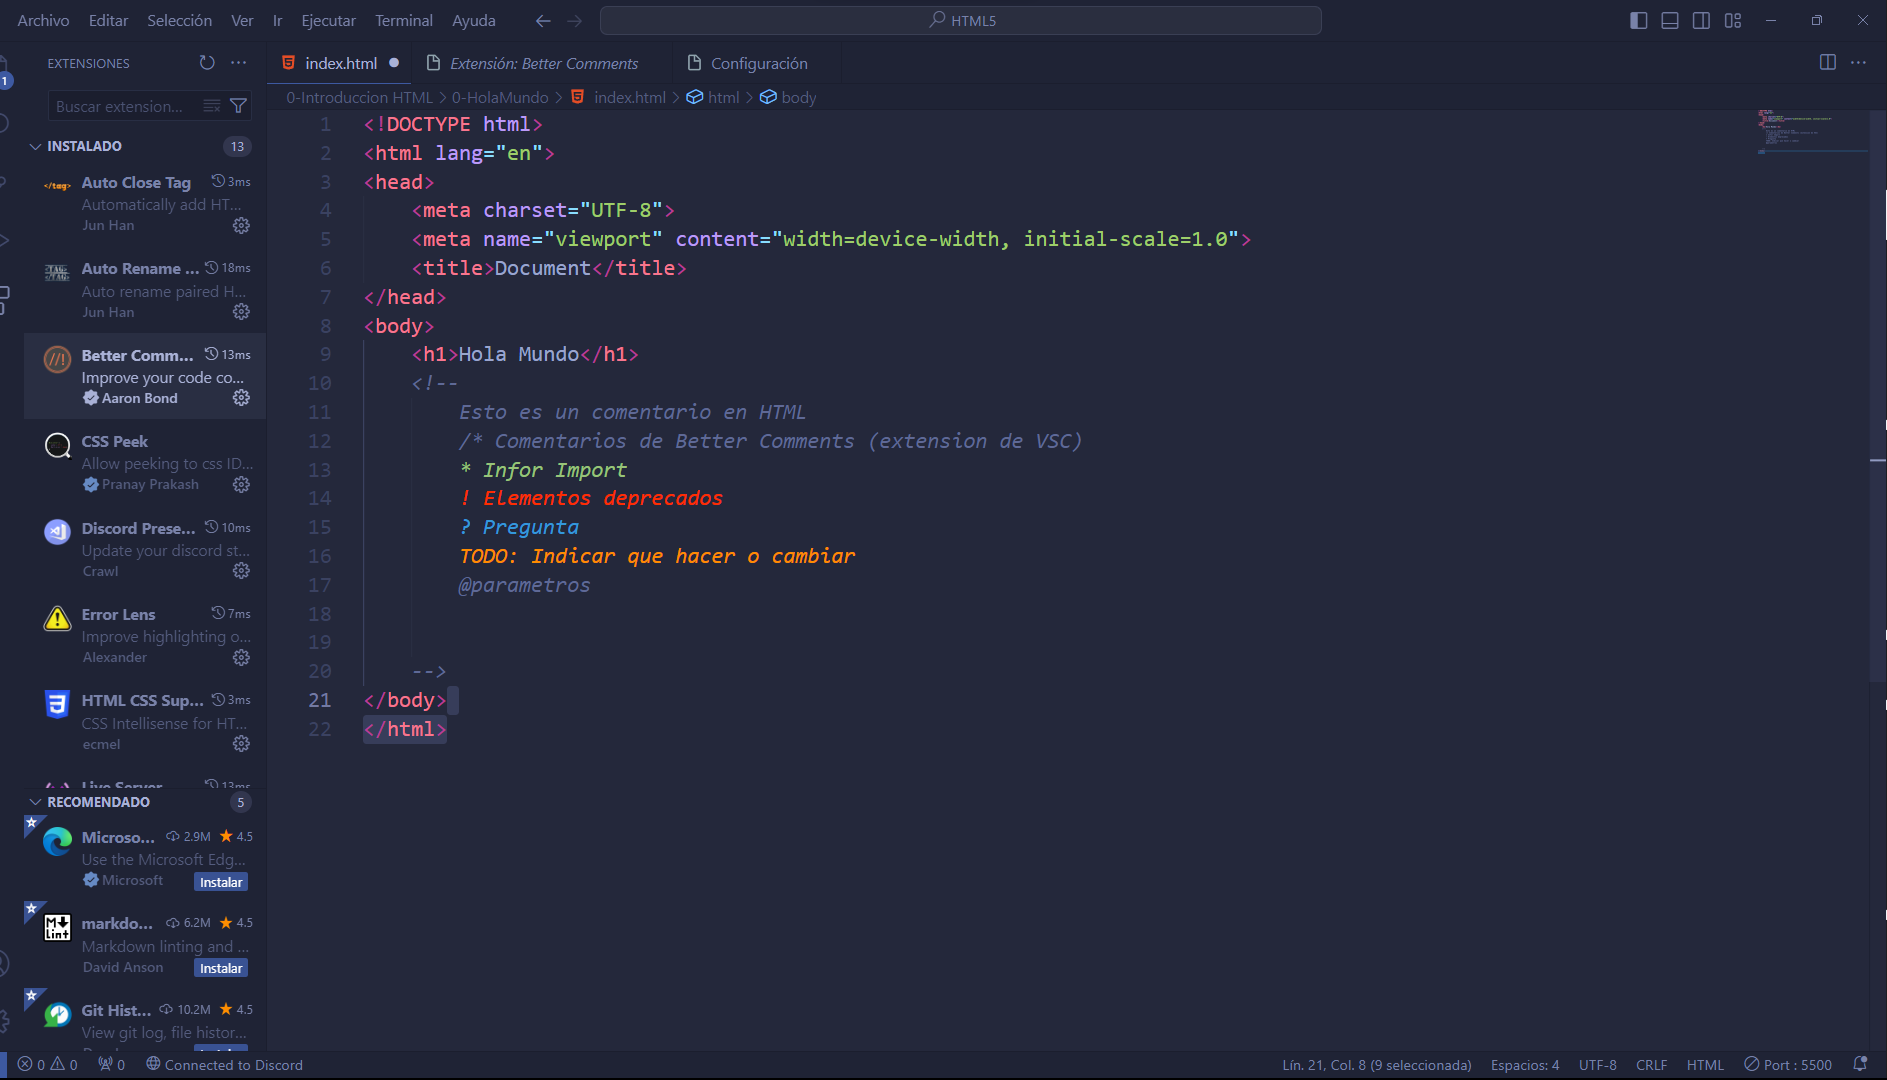 Archivo Editar Selección Ver Ir Ejecutar Terminal Ayuda HTML5
EXTENSIONES
1
Buscar extension...
INSTALADO 13
Auto Close Tag 3ms
Automatically add HT...
Jun Han
Auto Rename ... 18ms
Auto rename paired H...
Jun Han
Better Comm... 13ms
Improve your code co...
Aaron Bond
CSS Peek
Allow peeking to css ID...
Pranay Prakash
Discord Prese... 10ms
Update your discord st...
Crawl
Error Lens 7ms
Improve highlighting o...
Alexander
HTML CSS Sup... 3ms
CSS Intellisense for HT...
ecmel
Live Server 13ms
RECOMENDADO 5
Microso... 2.9M 4.5
Use the Microsoft Edg...
Microsoft Instalar
markdo... 6.2M 4.5
Markdown linting and ...
David Anson Instalar
Git Hist... 10.2M 4.5
View git log, file histor...
index.html Extensión: Better Comments Configuración
0-Introduccion HTML > 0-HolaMundo > index.html > html > body
1 <!DOCTYPE html>
2 <html lang="en">
3 <head>
4 <meta charset="UTF-8">
5 <meta name="viewport" content="width=device-width, initial-scale=1.0">
6 <title>Document</title>
7 </head>
8 <body>
9 <h1>Hola Mundo</h1>
10 <!--
11 Esto es un comentario en HTML
12 /* Comentarios de Better Comments (extension de VSC)
13 * Infor Import
14 ! Elementos deprecados
15 ? Pregunta
16 TODO: Indicar que hacer o cambiar
17 @parametros
18
19
20 -->
21 </body>
22 </html>
0 0 0 Connected to Discord Lín. 21, Col. 8 (9 seleccionada) Espacios: 4 UTF-8 CRLF HTML Port : 5500